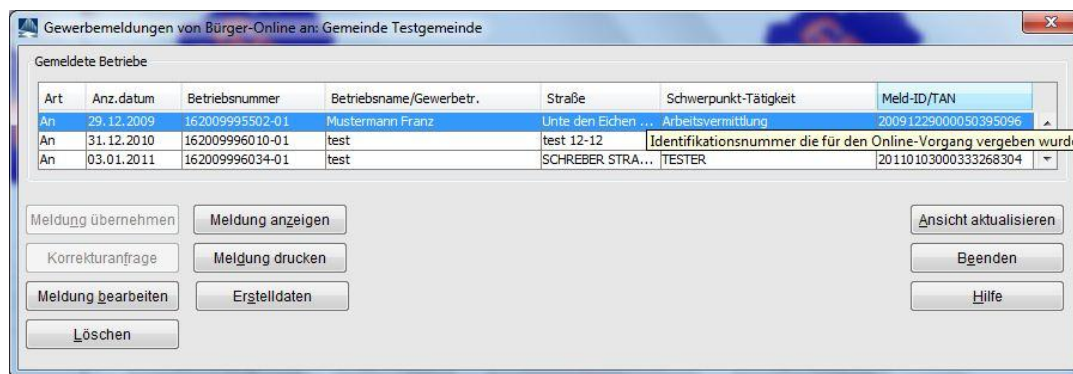 Gewerbemeldungen von Bürger-Online an: Gemeinde Testgemeinde
Gemeldete Betriebe
Art Anz.datum Betriebsnummer Betriebsname/Gewerbetr. Straße Schwerpunkt-Tätigkeit Meld-ID/TAN
An 29.12.2009 162009995502-01 Mustermann Franz Unte den Eichen ... Arbeitsvermittlung 20091229000050395096
An 31.12.2010 162009996010-01 test test 12-12 Identifikationsnummer die für den Online-Vorgang vergeben wurd
An 03.01.2011 162009996034-01 test SCHREBER STRA... TESTER 20110103000333268304
Meldung übernehmen Meldung anzeigen Ansicht aktualisieren
Korrekturanfrage Meldung drucken Beenden
Meldung bearbeiten Erstelldaten Hilfe
Löschen